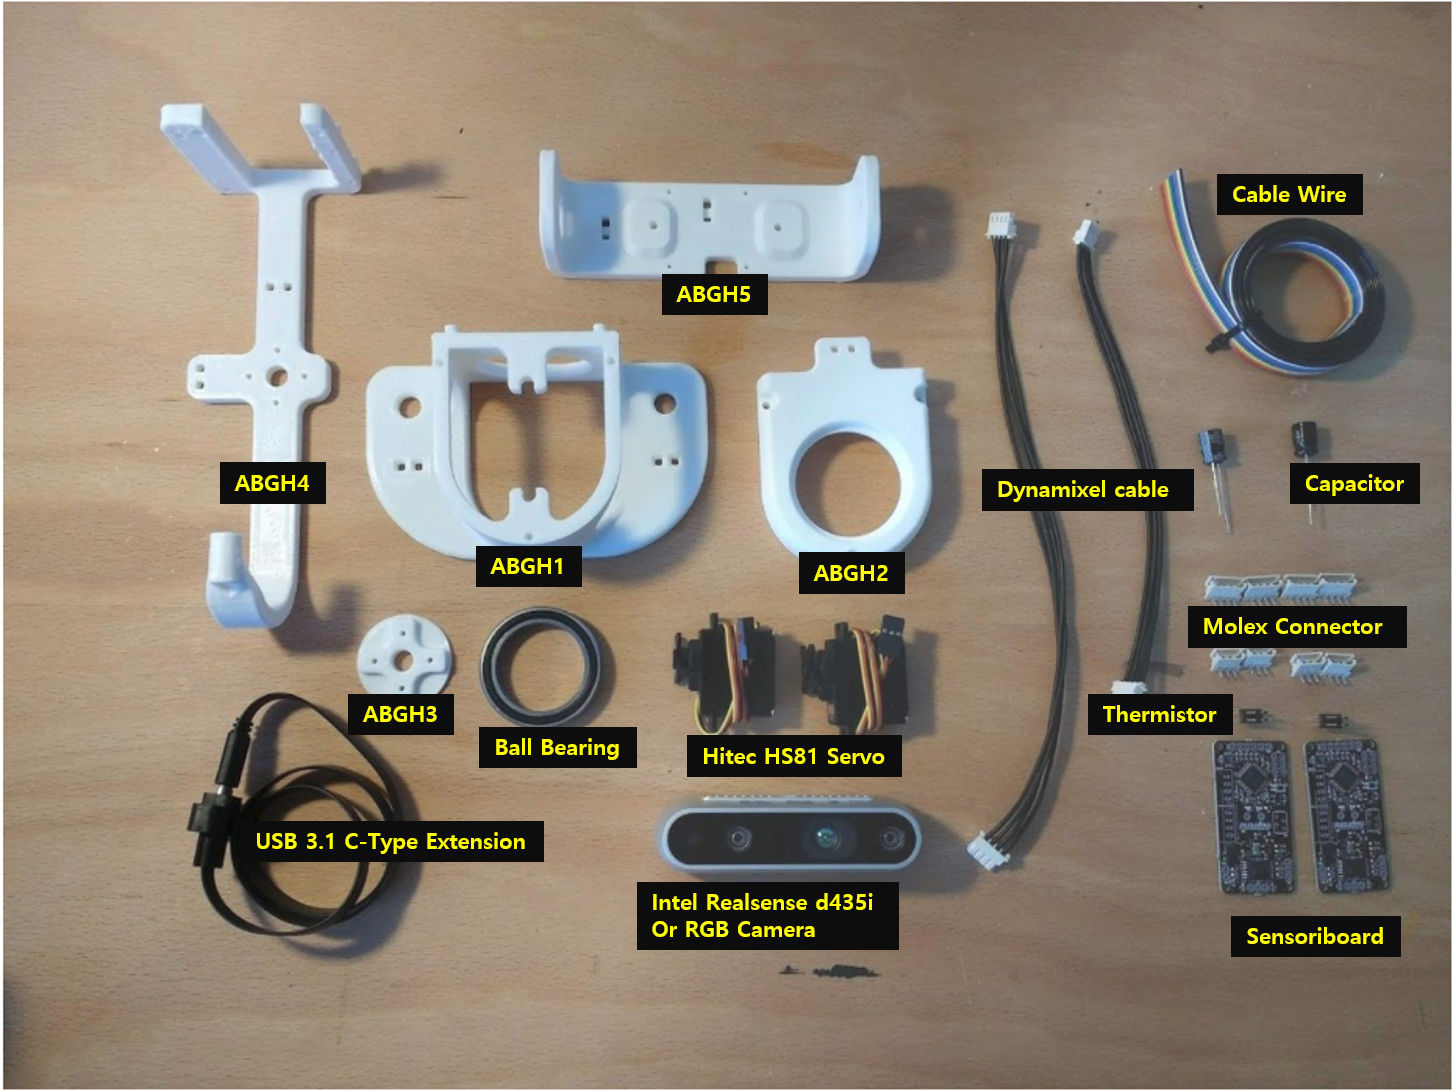 Cable Wire
ABGH5
ABGH4
Dynamixel cable
Capacitor
ABGH1
ABGH2
Molex Connector
ABGH3
Thermistor
Ball Bearing
Hitec HS81 Servo
USB 3.1 C-Type Extension
Intel Realsense d435i
Or RGB Camera
Sensoriboard